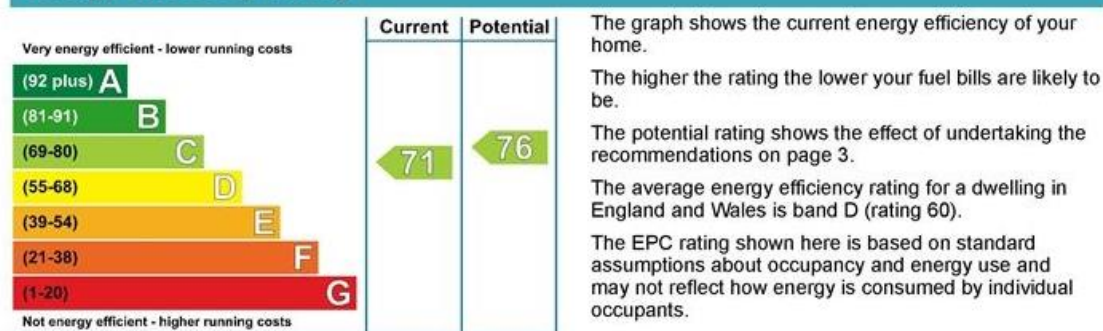 Current Potential
Very energy efficient - lower running costs
(92 plus) A
(81-91) B
(69-80) C
(55-68) D
(39-54) E
(21-38) F
(1-20) G
Not energy efficient - higher running costs
71
76
The graph shows the current energy efficiency of your
home.
The higher the rating the lower your fuel bills are likely to
be.
The potential rating shows the effect of undertaking the
recommendations on page 3.
The average energy efficiency rating for a dwelling in
England and Wales is band D (rating 60).
The EPC rating shown here is based on standard
assumptions about occupancy and energy use and
may not reflect how energy is consumed by individual
occupants.